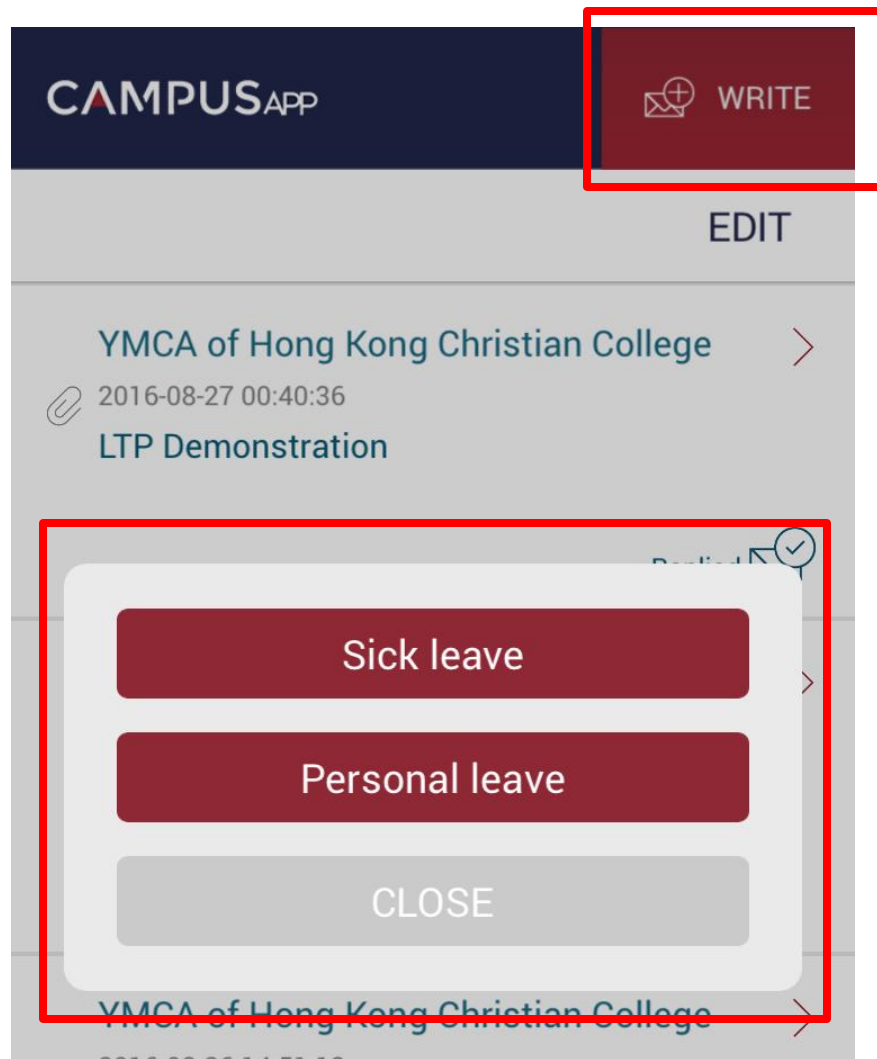 CAMPUSAPP
WRITE
EDIT
YMCA of Hong Kong Christian College
2016-08-27 00:40:36
LTP Demonstration
Replied
Sick leave
Personal leave
CLOSE
YMCA of Hong Kong Christian College